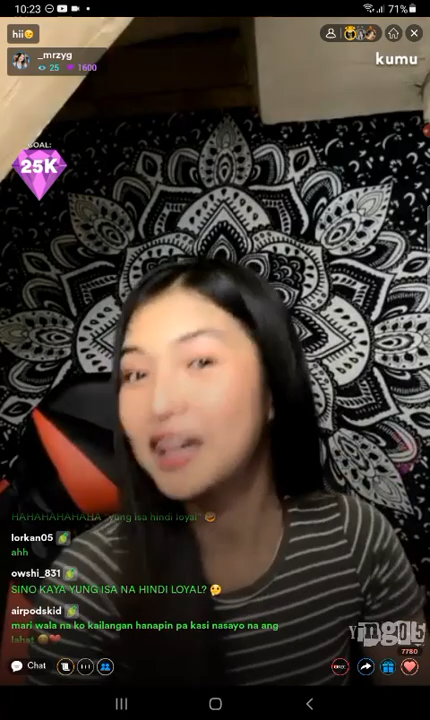 10:23
71%
hii😊
_mrzyg
25 1600
kumu
GOAL:
25K
HAHAHAHAHAHA "yung isa hindi loyal"
lorkan05
ahh
owshi_831
SINO KAYA YUNG ISA NA HINDI LOYAL? 🤔
airpodskid
mari wala na ko kailangan hanapin pa kasi nasayo na ang
lahat
7780
Chat